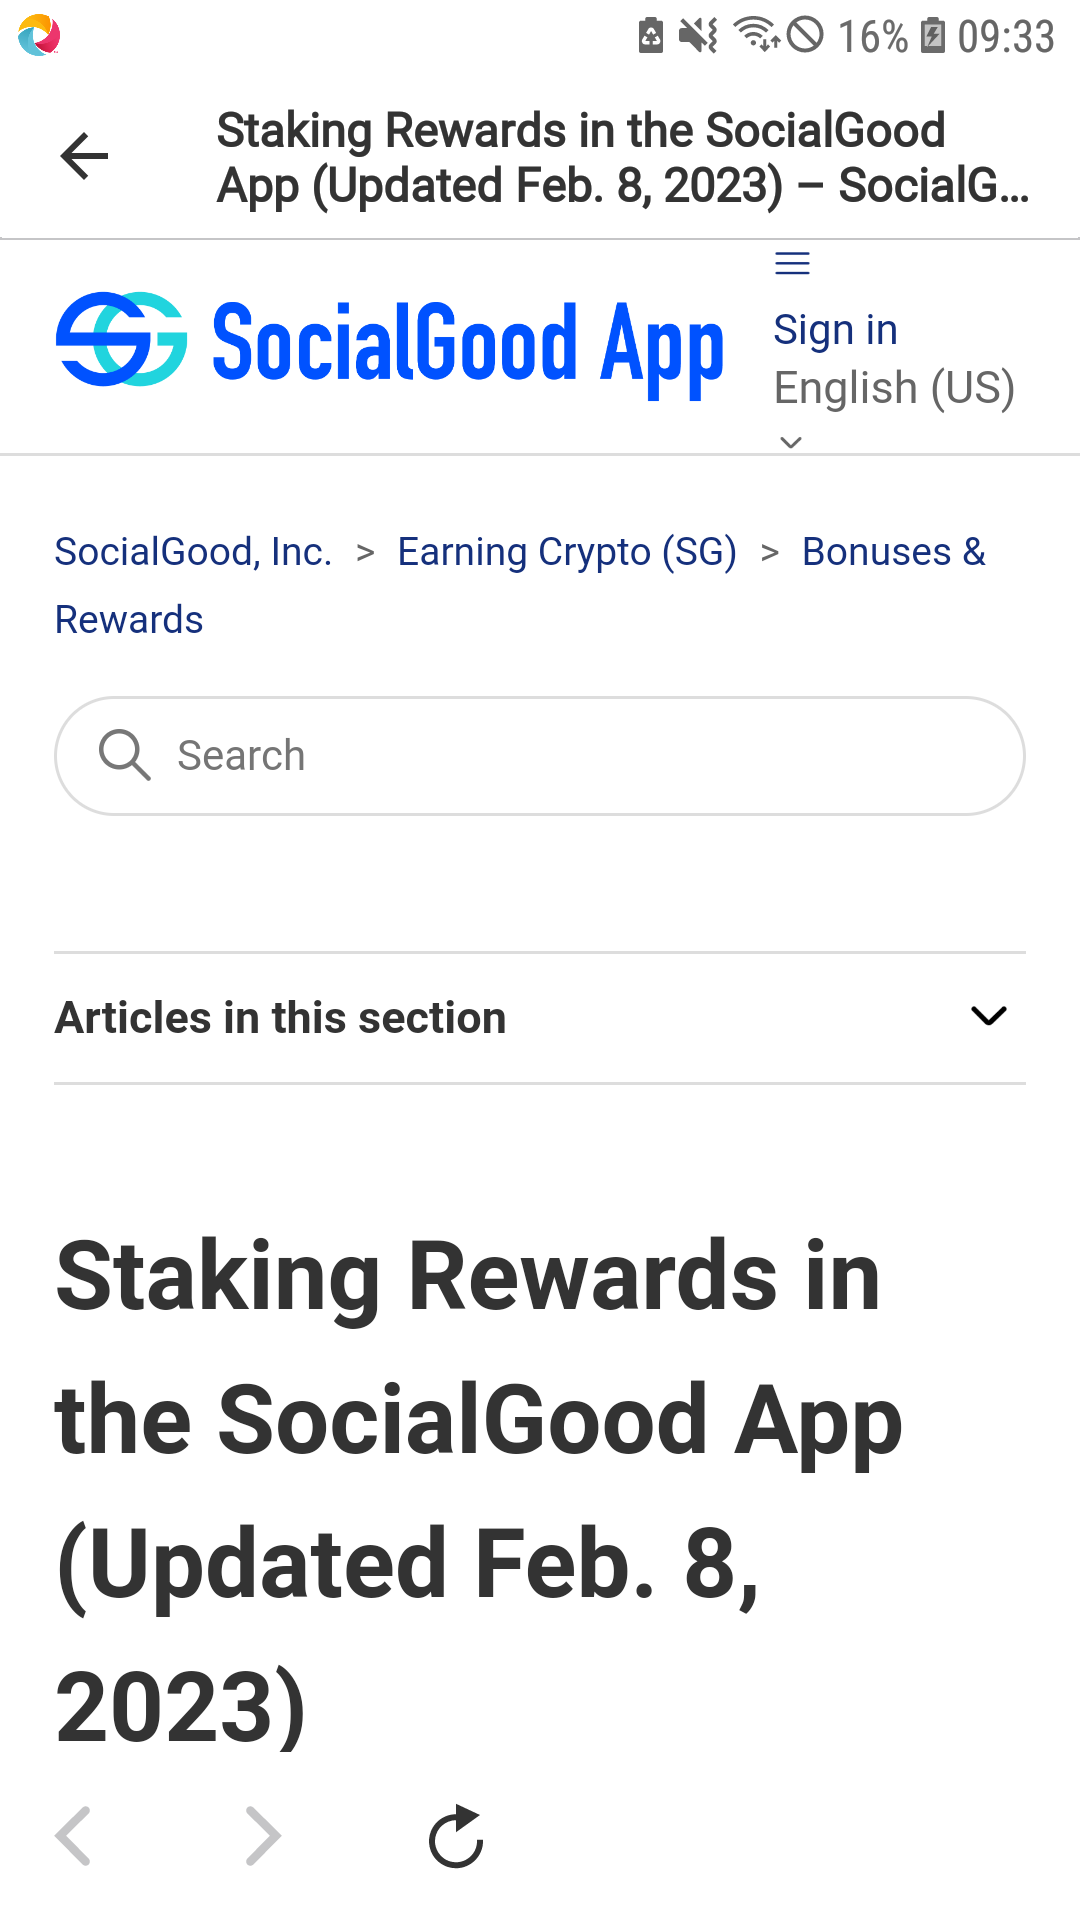 16% 09:33
Staking Rewards in the SocialGood
App (Updated Feb. 8, 2023) – SocialG...
SocialGood App
Sign in
English (US)
SocialGood, Inc. > Earning Crypto (SG) > Bonuses &
Rewards
Search
Articles in this section
Staking Rewards in
the SocialGood App
(Updated Feb. 8,
2023)